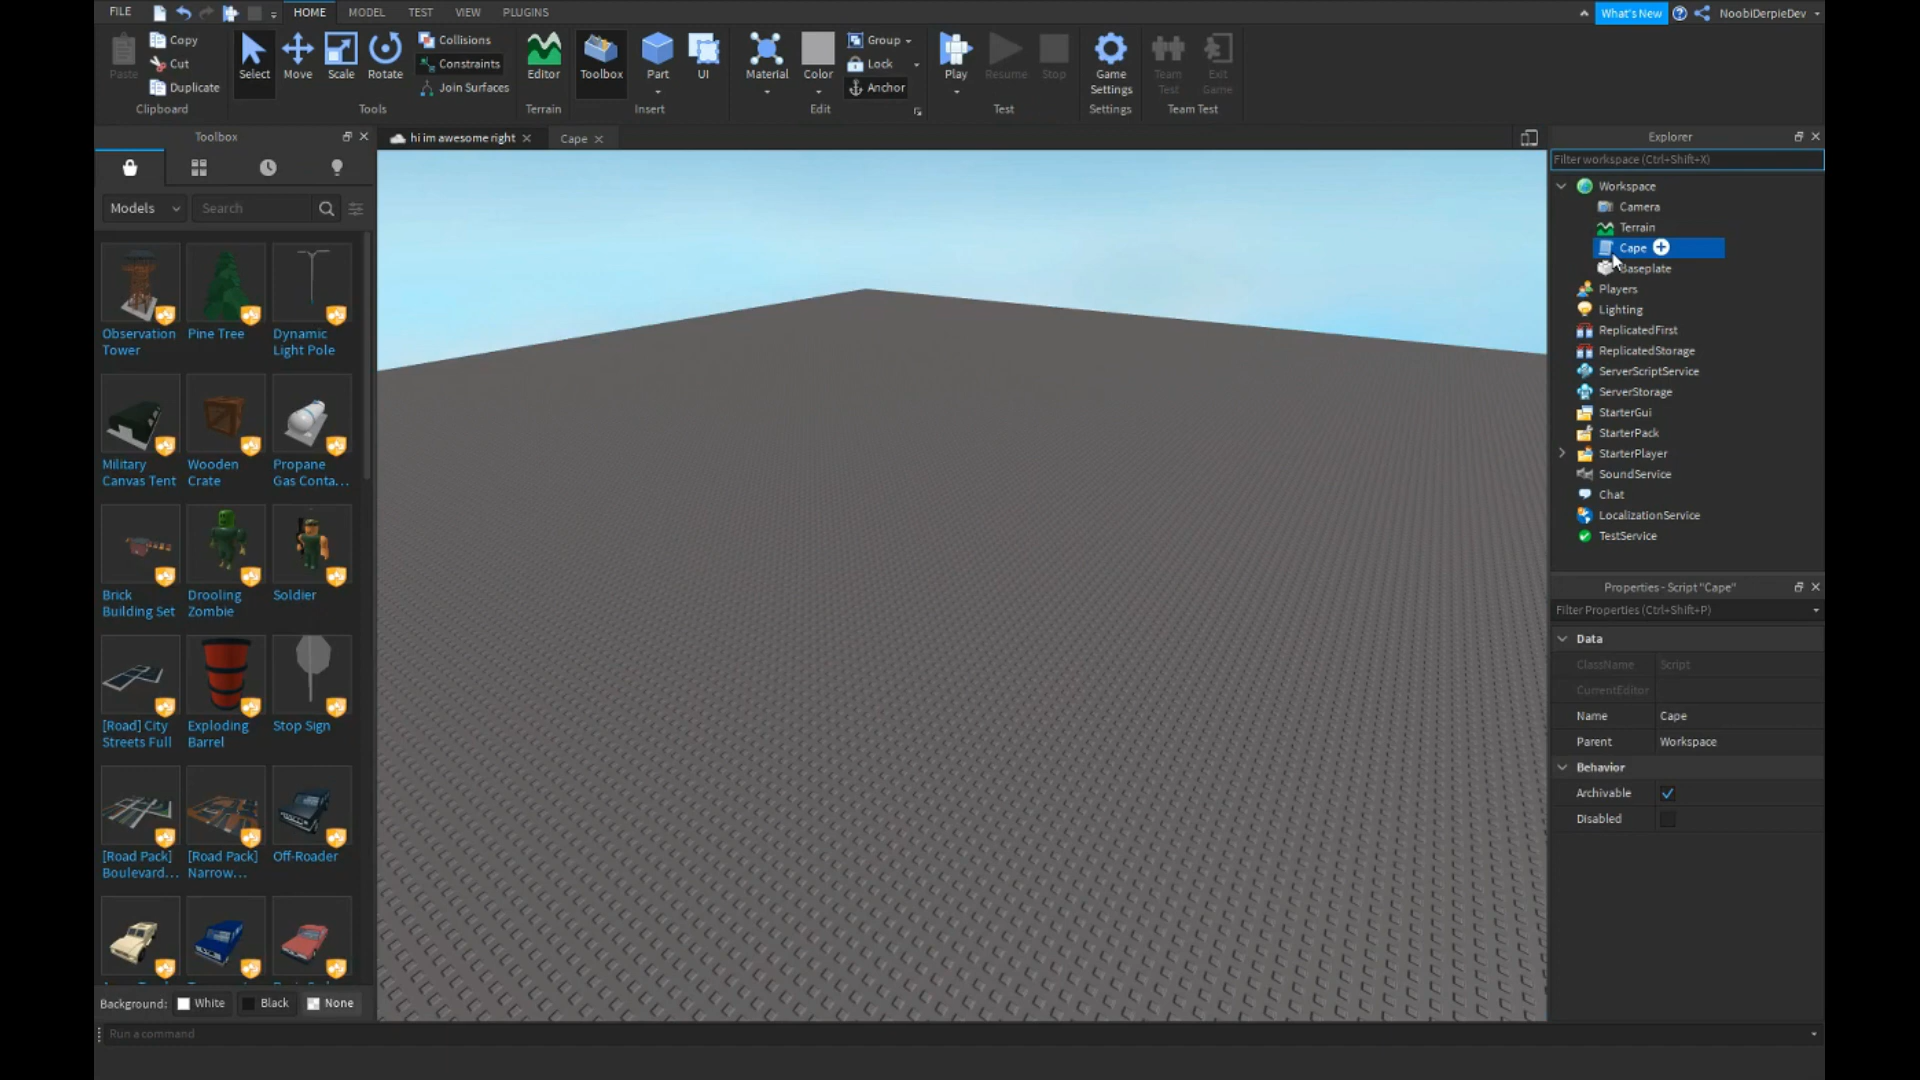 FILE HOME MODEL TEST VIEW PLUGINS What's New NoobiDerpieDev
Paste Copy Cut Duplicate Clipboard
Select Move Scale Rotate Collisions Constraints Join Surfaces Tools
Editor Terrain
Toolbox Part UI Insert
Material Color Group Lock Anchor Edit
Play Resume Stop Test
Game Settings Settings
Team Test Exit Game Team Test
Toolbox
Models Search
Observation Tower
Pine Tree
Dynamic Light Pole
Military Canvas Tent
Wooden Crate
Propane Gas Conta...
Brick Building Set
Drooling Zombie
Soldier
[Road] City Streets Full
Exploding Barrel
Stop Sign
[Road Pack] Boulevard...
[Road Pack] Narrow...
Off-Roader
Background: White Black None
Run a command
hi im awesome right Cape
Explorer
Filter workspace (Ctrl+Shift+X)
Workspace
Camera
Terrain
Cape
Baseplate
Players
Lighting
ReplicatedFirst
ReplicatedStorage
ServerScriptService
ServerStorage
StarterGui
StarterPack
StarterPlayer
SoundService
Chat
LocalizationService
TestService
Properties - Script "Cape"
Filter Properties (Ctrl+Shift+P)
Data
ClassName Script
CurrentEditor
Name Cape
Parent Workspace
Behavior
Archivable
Disabled